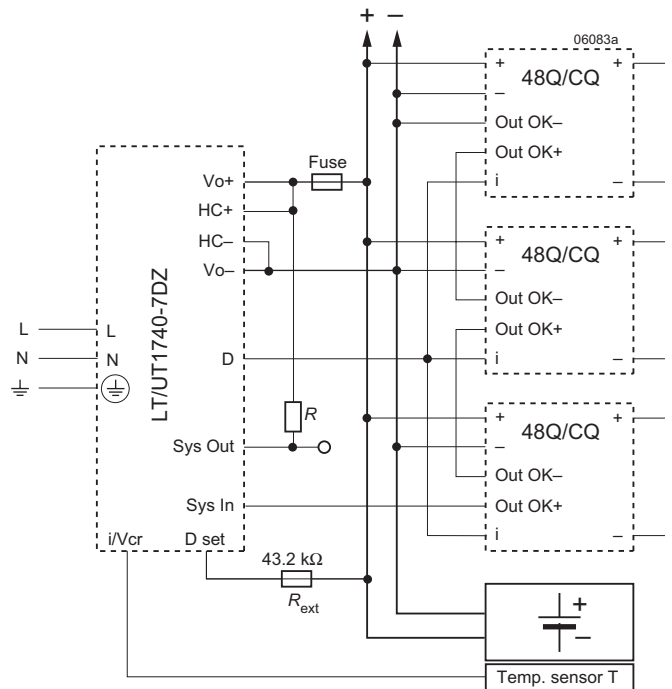 + –
06083a
+ 48Q/CQ +
–
Out OK–
Out OK+
i –
Fuse
Vo+
HC+
HC–
Vo–
LT/UT1740-7DZ
L L
N N
D
R
Sys Out
Sys In
i/Vcr D set
+ 48Q/CQ +
–
Out OK–
Out OK+
i –
+ 48Q/CQ +
–
Out OK–
Out OK+
i –
43.2 kΩ
Rext
+
–
Temp. sensor T